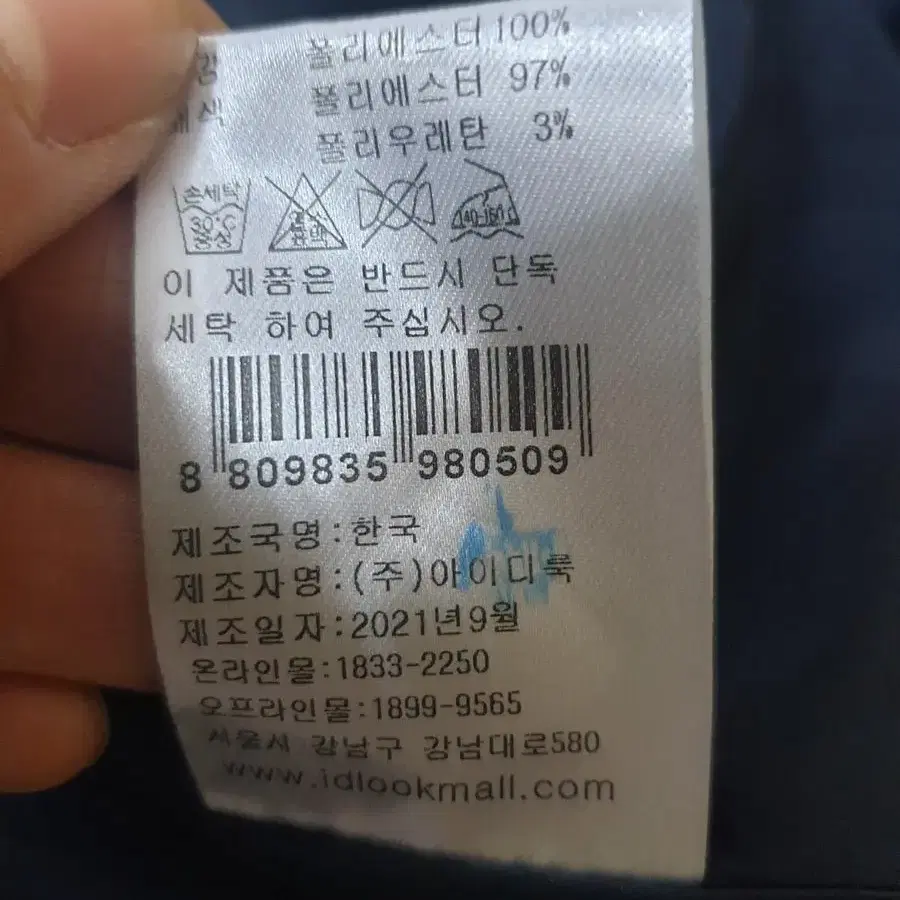 폴리에스터 100%
폴리에스터 97%
폴리우레탄 3%
손세탁
30°C
중성
140-160°C
이 제품은 반드시 단독
세탁 하여 주십시오.
8 809835 980509
제조국명:한국
제조자명:(주)아이디룩
제조일자:2021년9월
온라인몰:1833-2250
오프라인몰:1899-9565
서울시 강남구 강남대로580
www.idlookmall.com